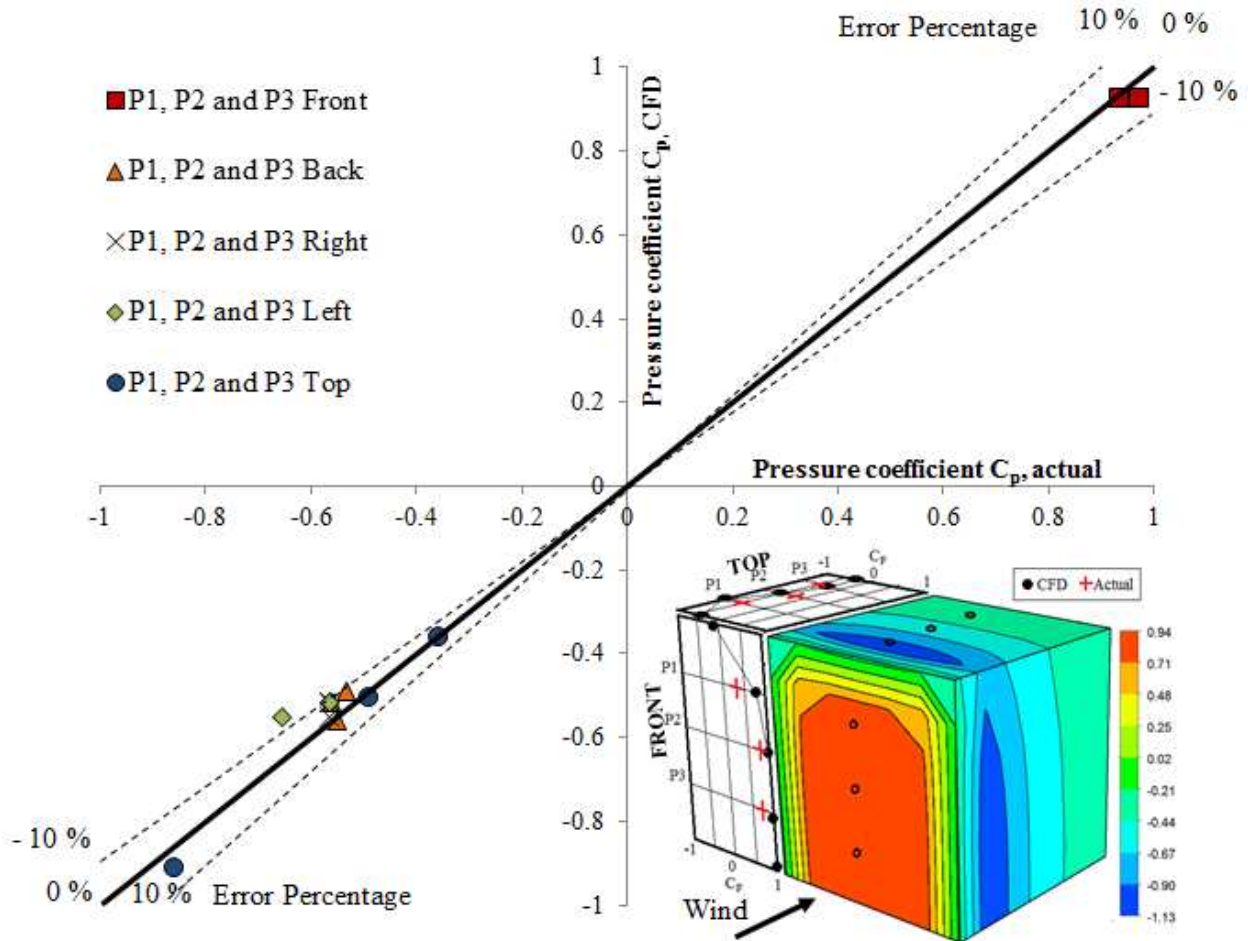 Error Percentage
10 %
0 %
- 10 %
P1, P2 and P3 Front
P1, P2 and P3 Back
P1, P2 and P3 Right
P1, P2 and P3 Left
P1, P2 and P3 Top
Pressure coefficient Cp, CFD
1
0.8
0.6
0.4
0.2
0
-0.2
-0.4
-0.6
-0.8
-1
Pressure coefficient Cp, actual
-1
-0.8
-0.6
-0.4
-0.2
0
0.2
0.4
0.6
0.8
1
- 10 %
0 %
10 %
Error Percentage
TOP
P1
P2
P3
-1
Cp
0
1
CFD
Actual
FRONT
P1
P2
P3
-1
0
Cp
1
Wind
0.94
0.71
0.48
0.25
0.02
-0.21
-0.44
-0.67
-0.90
-1.13